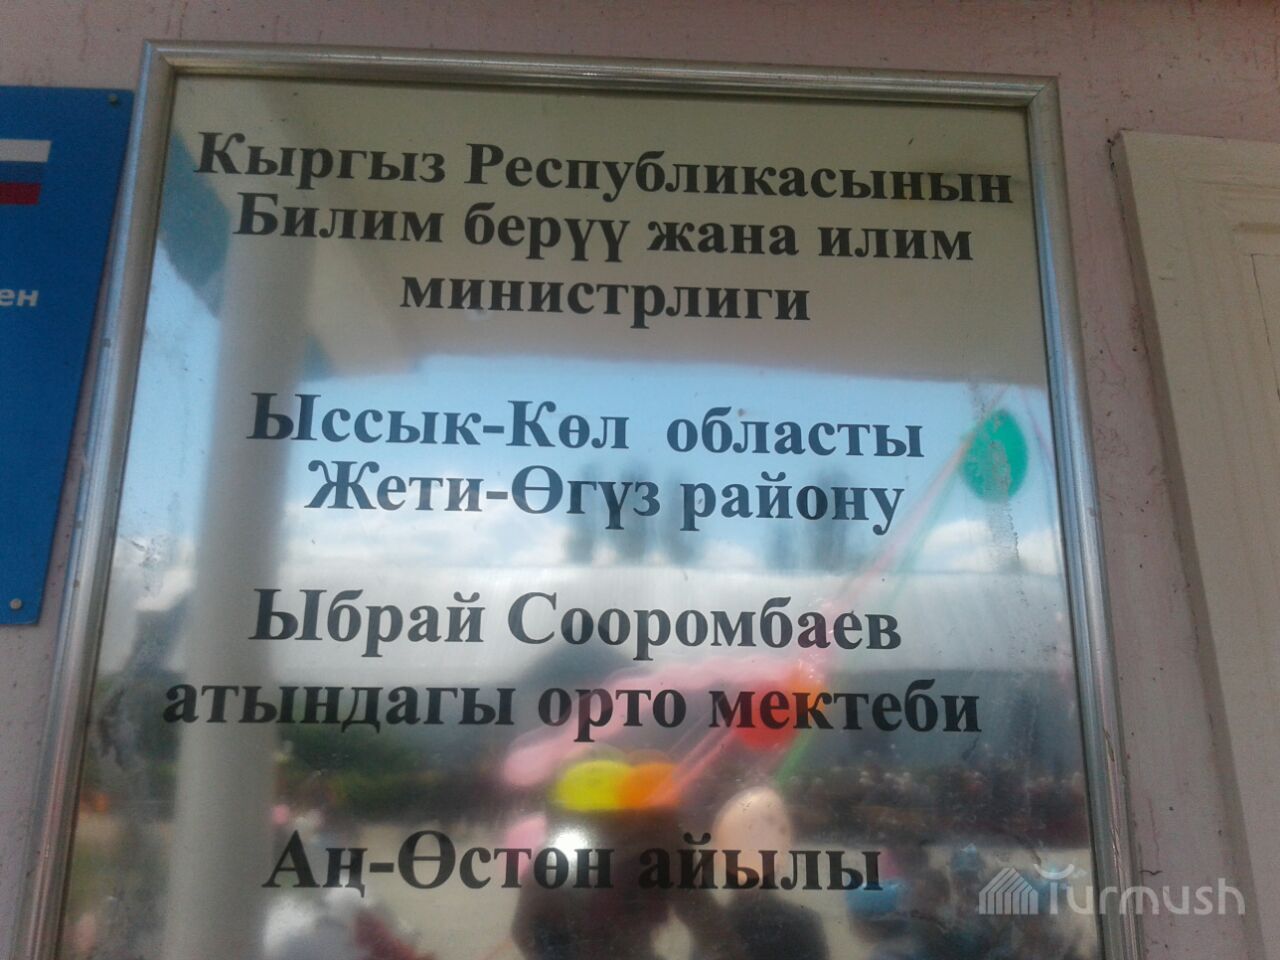 Кыргыз Республикасынын
Билим берүү жана илим
министрлиги
Ыссык-Көл областы
Жети-Өгүз району
Ыбрай Сооромбаев
атындагы орто мектеби
Аң-Өстөн айылы
ен
Turmush